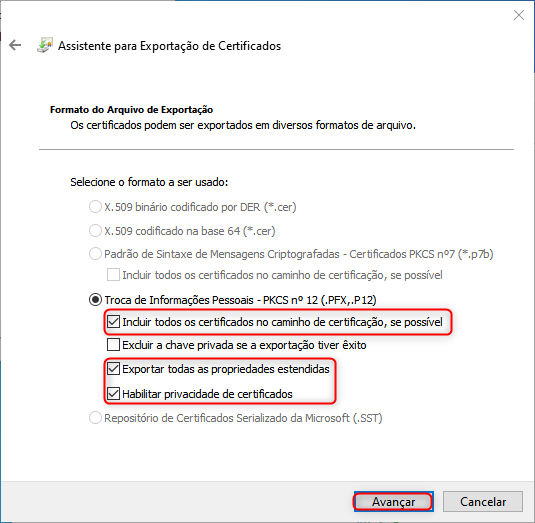 Assistente para Exportação de Certificados
Formato do Arquivo de Exportação
Os certificados podem ser exportados em diversos formatos de arquivo.
Selecione o formato a ser usado:
X.509 binário codificado por DER (*.cer)
X.509 codificado na base 64 (*.cer)
Padrão de Sintaxe de Mensagens Criptografadas - Certificados PKCS nº7 (*.p7b)
Incluir todos os certificados no caminho de certificação, se possível
Troca de Informações Pessoais - PKCS nº 12 (.PFX,.P12)
Incluir todos os certificados no caminho de certificação, se possível
Excluir a chave privada se a exportação tiver êxito
Exportar todas as propriedades estendidas
Habilitar privacidade de certificados
Repositório de Certificados Serializado da Microsoft (.SST)
Avançar
Cancelar